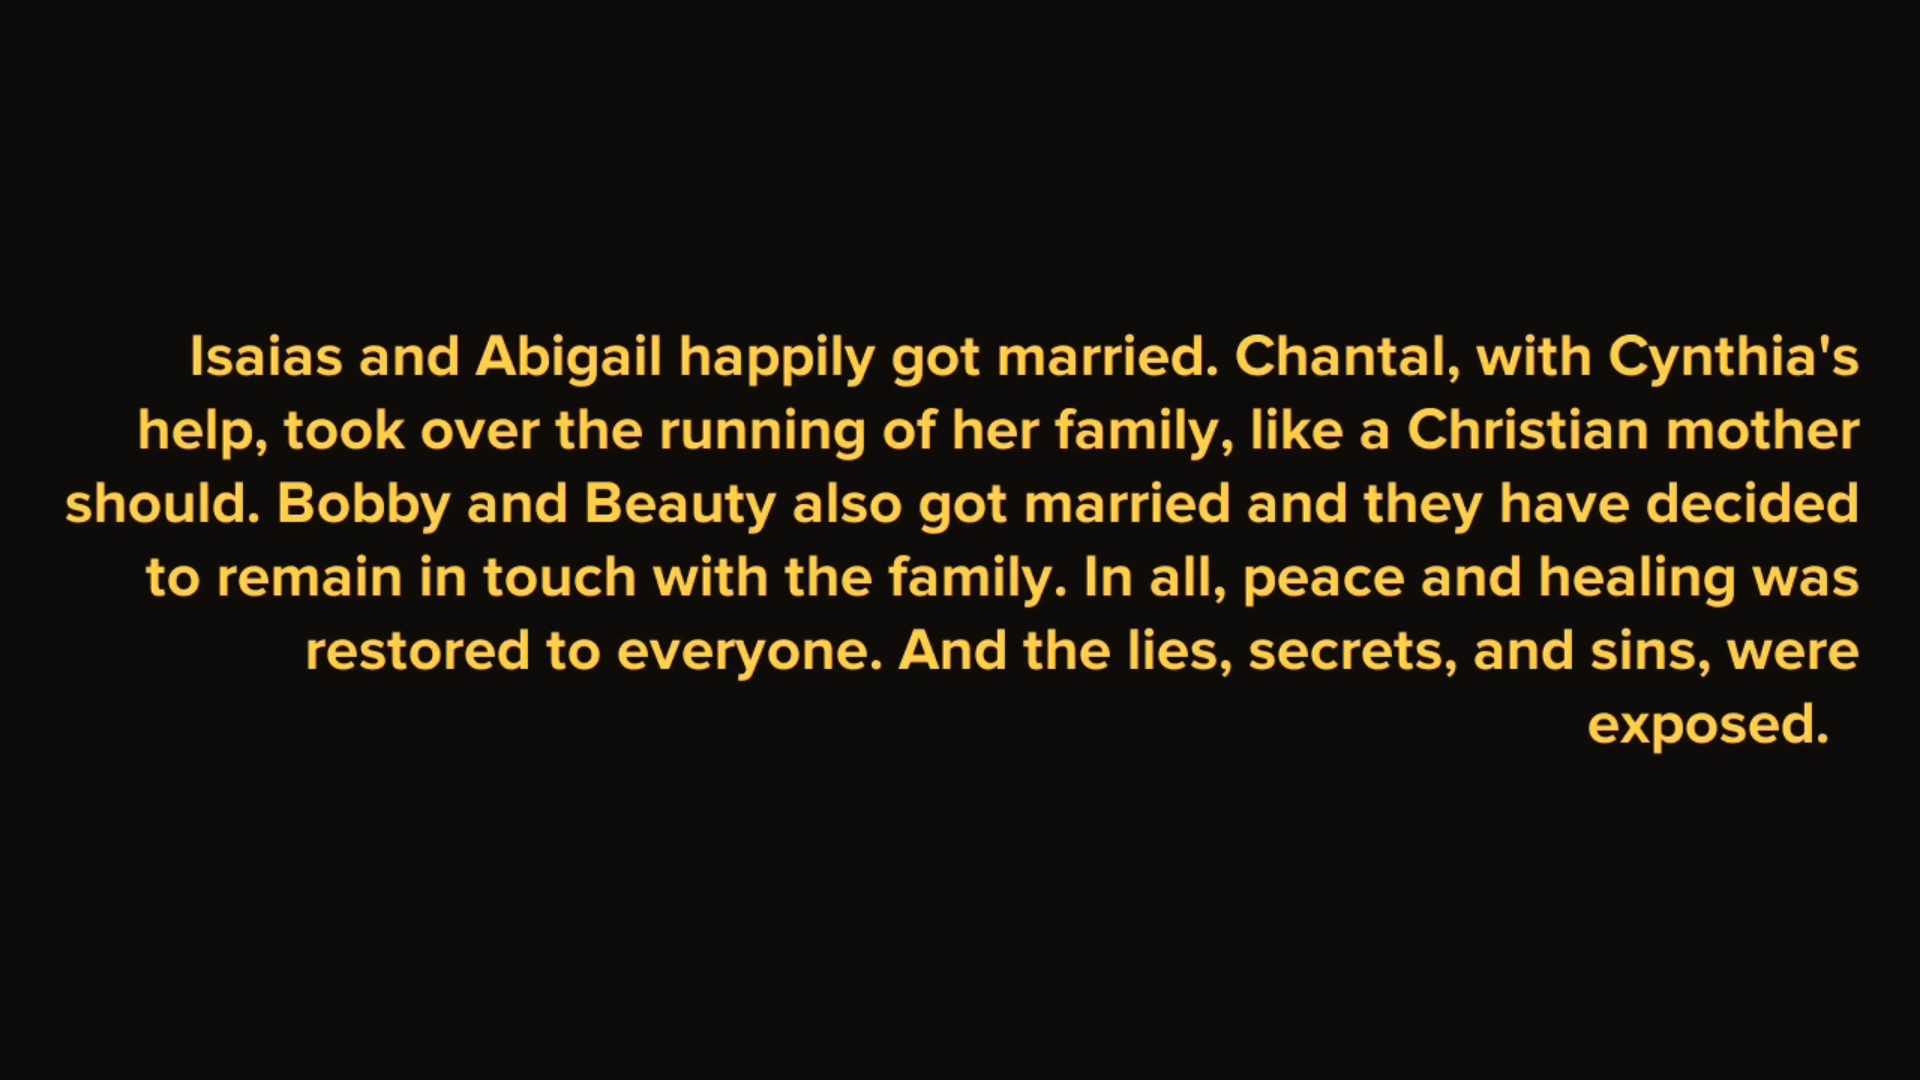 Isaias and Abigail happily got married. Chantal, with Cynthia's
help, took over the running of her family, like a Christian mother
should. Bobby and Beauty also got married and they have decided
to remain in touch with the family. In all, peace and healing was
restored to everyone. And the lies, secrets, and sins, were
exposed.